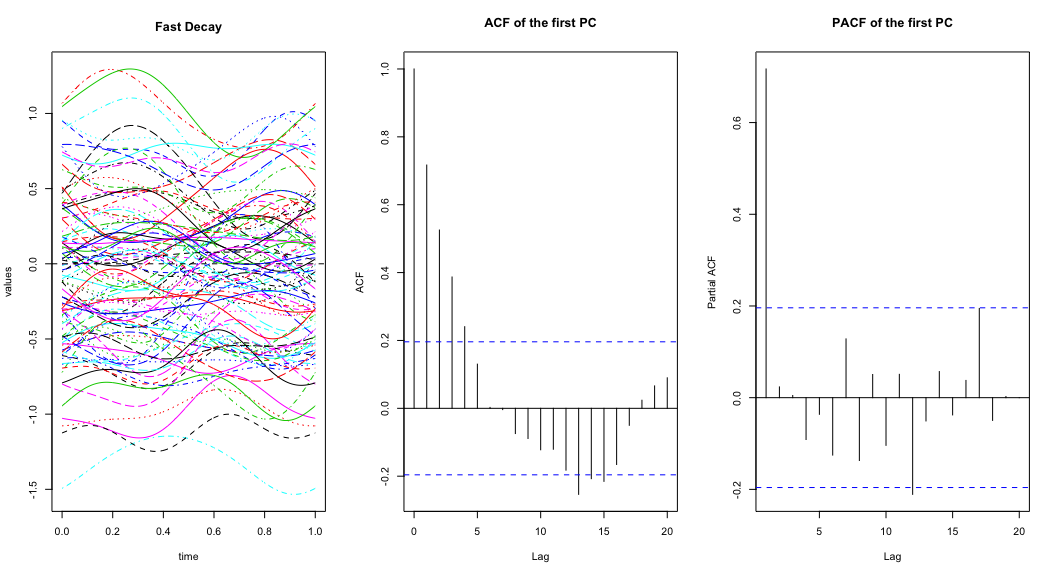 Fast Decay
values
1.0
0.5
0.0
-0.5
-1.0
-1.5
0.0 0.2 0.4 0.6 0.8 1.0
time
ACF of the first PC
ACF
1.0
0.8
0.6
0.4
0.2
0.0
-0.2
0 5 10 15 20
Lag
PACF of the first PC
Partial ACF
0.6
0.4
0.2
0.0
-0.2
5 10 15 20
Lag